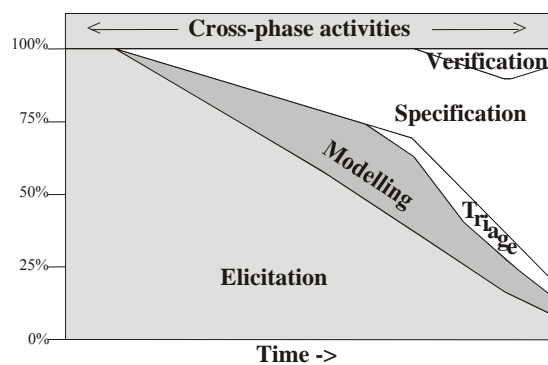 Cross-phase activities
100%
Verification
Specification
75%
Modelling
50%
Triage
25%
Elicitation
0%
Time ->